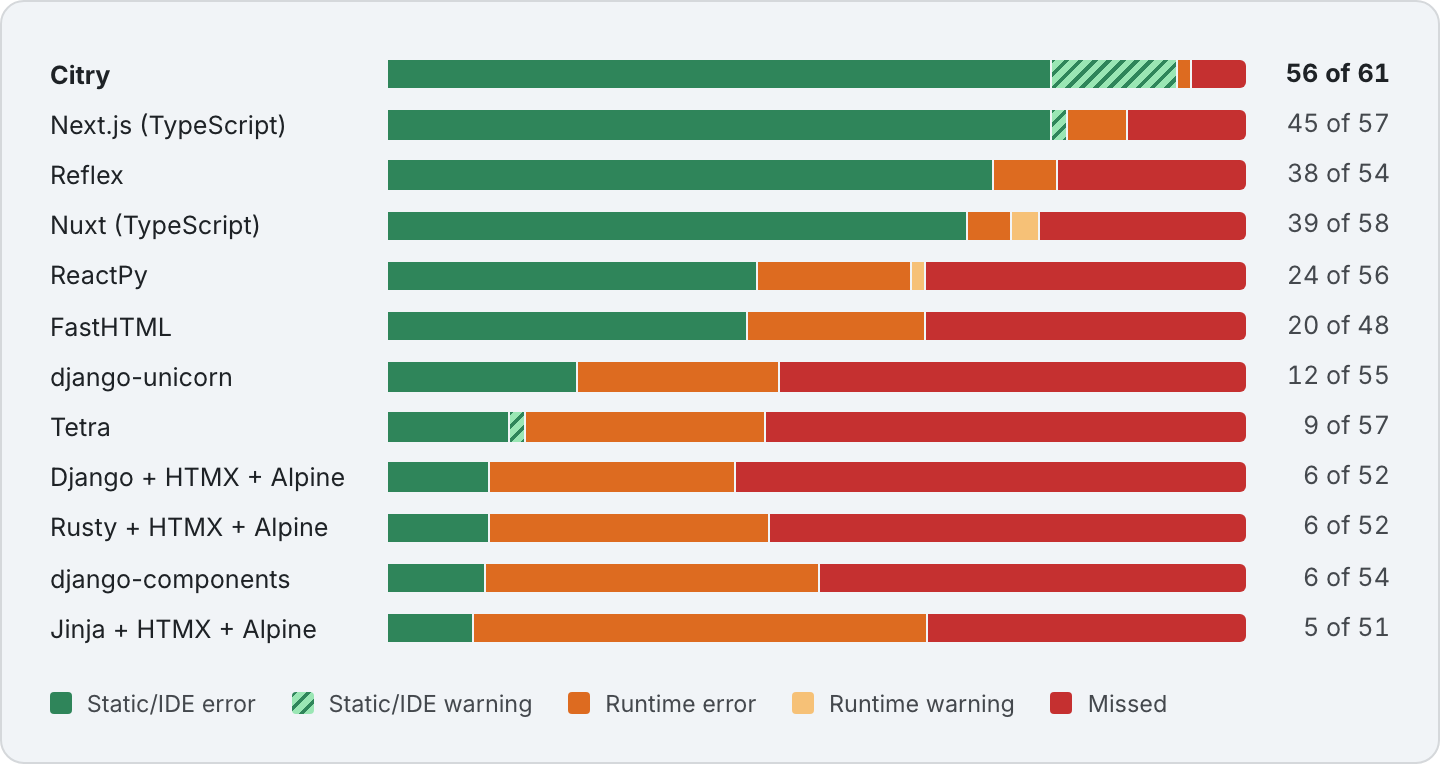 Citry 56 of 61
Next.js (TypeScript) 45 of 57
Reflex 38 of 54
Nuxt (TypeScript) 39 of 58
ReactPy 24 of 56
FastHTML 20 of 48
django-unicorn 12 of 55
Tetra 9 of 57
Django + HTMX + Alpine 6 of 52
Rusty + HTMX + Alpine 6 of 52
django-components 6 of 54
Jinja + HTMX + Alpine 5 of 51
Static/IDE error Static/IDE warning Runtime error Runtime warning Missed